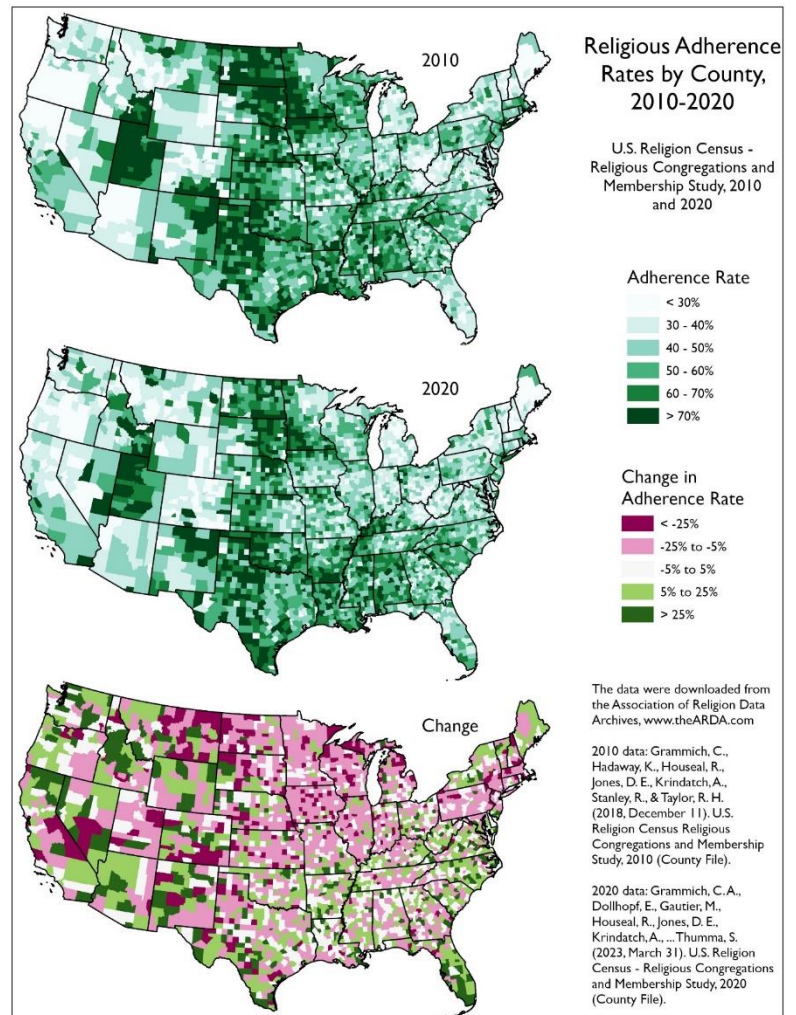 2010
Religious Adherence
Rates by County,
2010-2020
U.S. Religion Census -
Religious Congregations and
Membership Study, 2010
and 2020
Adherence Rate
< 30%
30 - 40%
40 - 50%
50 - 60%
60 - 70%
> 70%
2020
Change in
Adherence Rate
< -25%
-25% to -5%
-5% to 5%
5% to 25%
> 25%
Change
The data were downloaded from
the Association of Religion Data
Archives, www.theARDA.com
2010 data: Grammich, C.,
Hadaway, K., Houseal, R.,
Jones, D. E., Krindatch, A.,
Stanley, R., & Taylor, R. H.
(2018, December 11). U.S.
Religion Census Religious
Congregations and Membership
Study, 2010 (County File).
2020 data: Grammich, C. A.,
Dollhopf, E., Gautier, M.,
Houseal, R., Jones, D. E.,
Krindatch, A., ... Thumma, S.
(2023, March 31). U.S. Religion
Census - Religious Congregations
and Membership Study, 2020
(County File).